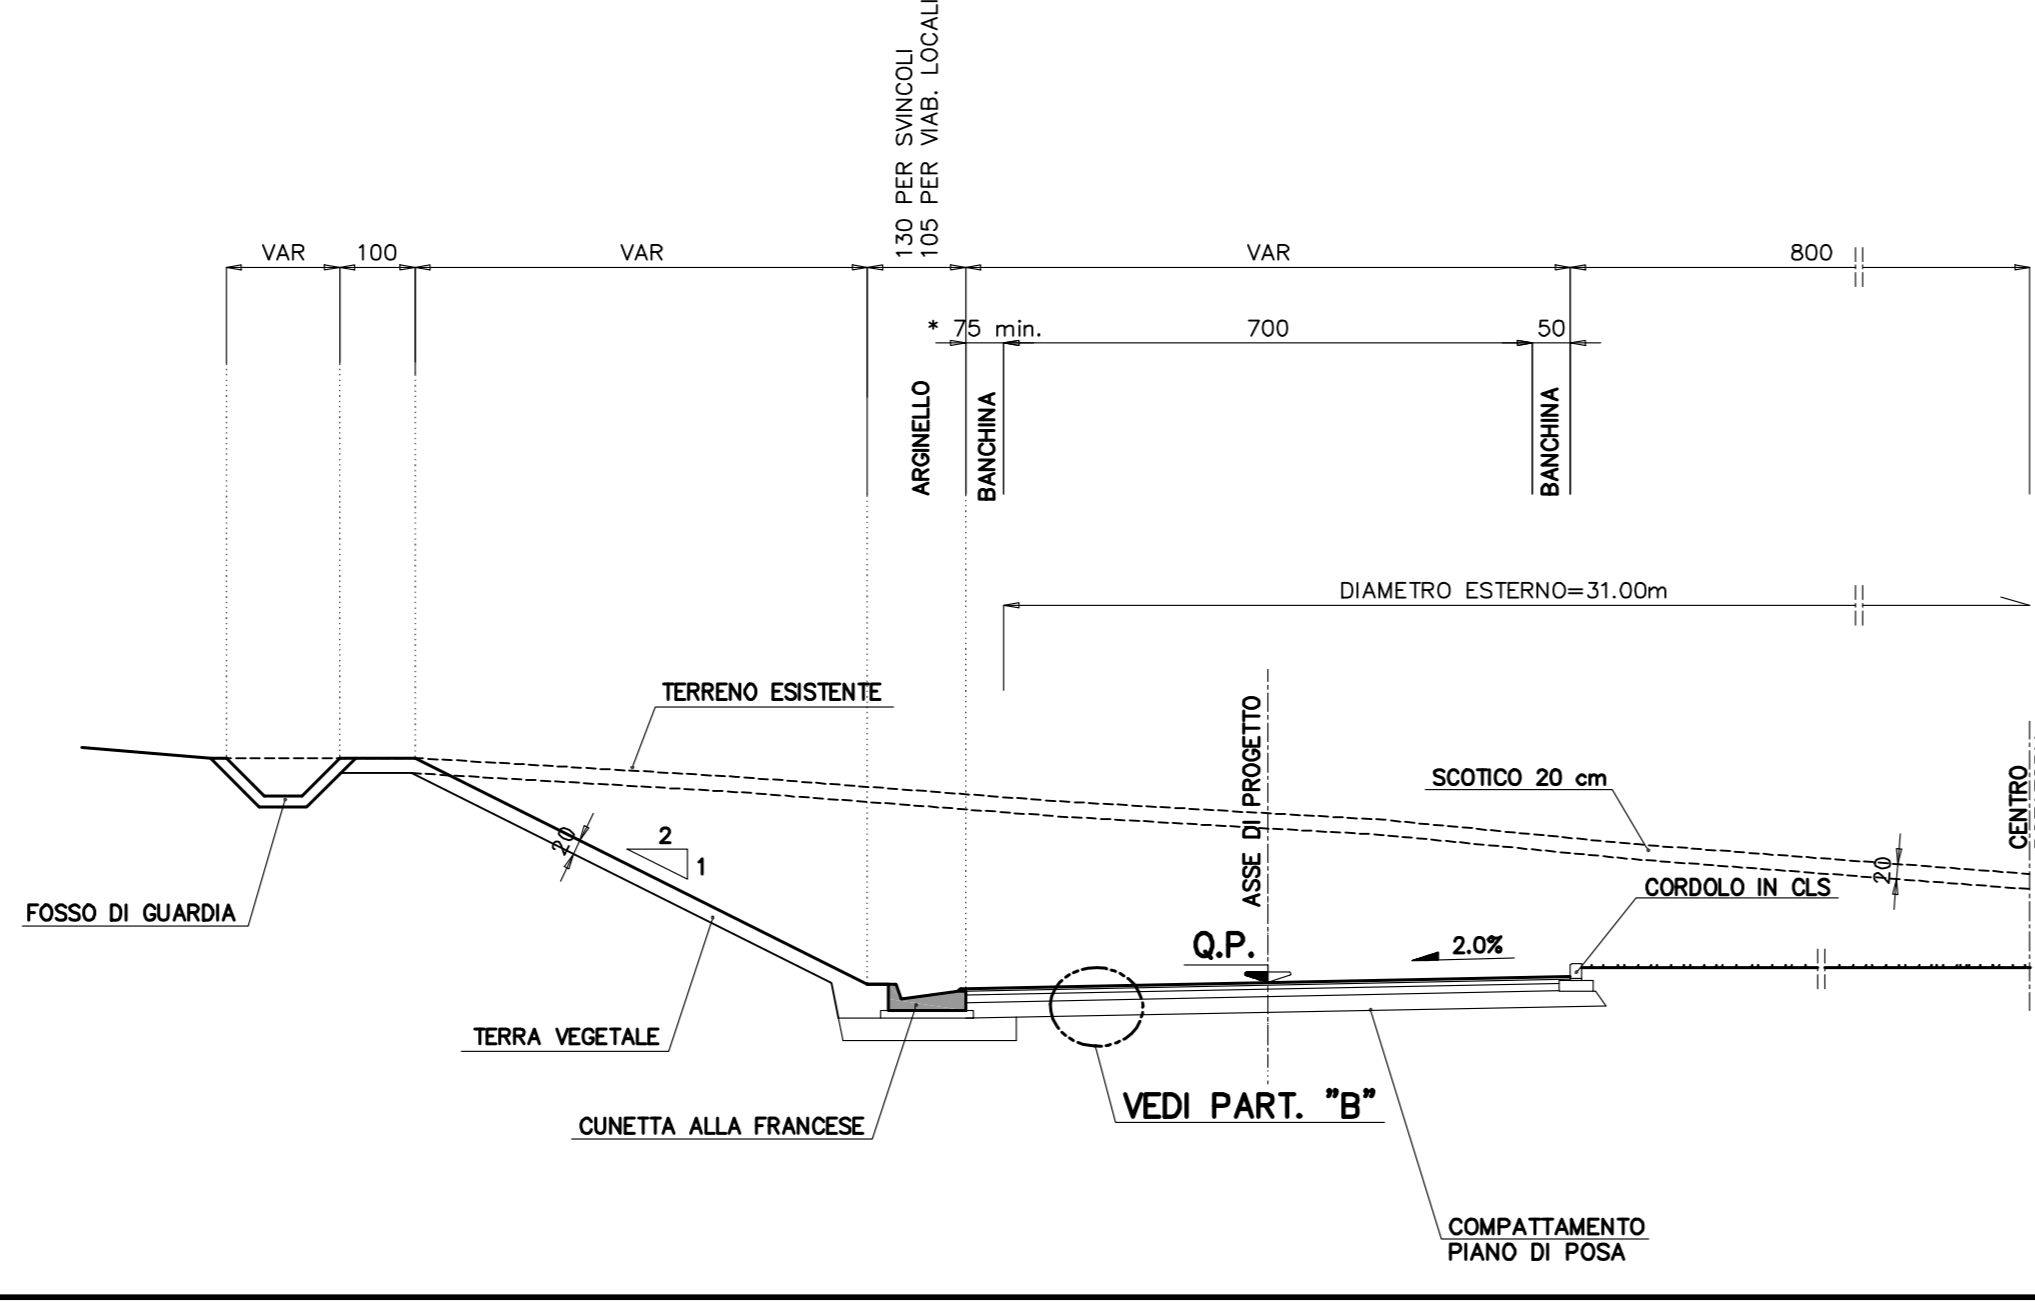 130 PER SVINCOLI
105 PER VIAB. LOCALI
VAR
100
VAR
VAR
800
* 75 min.
700
50
ARGINELLO
BANCHINA
BANCHINA
DIAMETRO ESTERNO=31.00m
TERRENO ESISTENTE
ASSE DI PROGETTO
SCOTICO 20 cm
CENTRO
20
2
1
20
CORDOLO IN CLS
FOSSO DI GUARDIA
Q.P.
2.0%
TERRA VEGETALE
VEDI PART. "B"
CUNETTA ALLA FRANCESE
COMPATTAMENTO
PIANO DI POSA